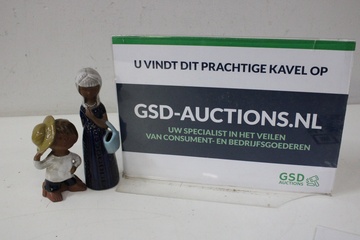 U VINDT DIT PRACHTIGE KAVEL OP
GSD-AUCTIONS.NL
UW SPECIALIST IN HET VEILEN
VAN CONSUMENT- EN BEDRIJFSGOEDEREN
GSD
AUCTIONS